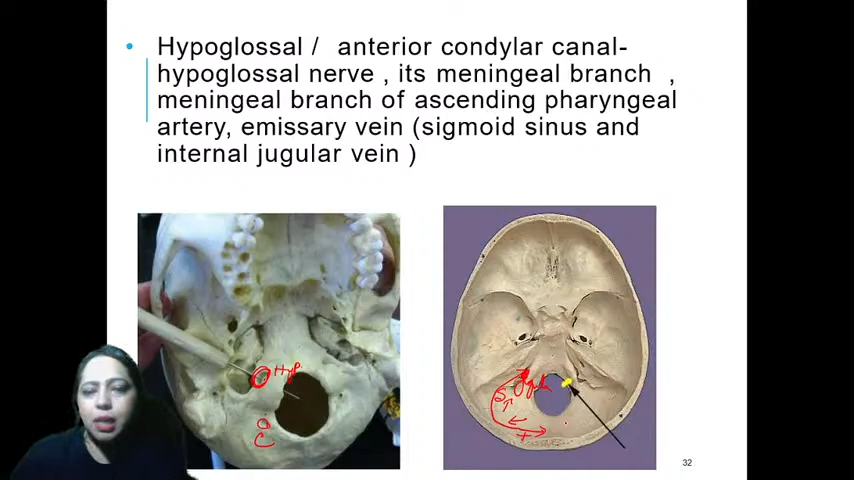 Hypoglossal / anterior condylar canal-
hypoglossal nerve , its meningeal branch ,
meningeal branch of ascending pharyngeal
artery, emissary vein (sigmoid sinus and
internal jugular vein )
Hyp.
C
S
32